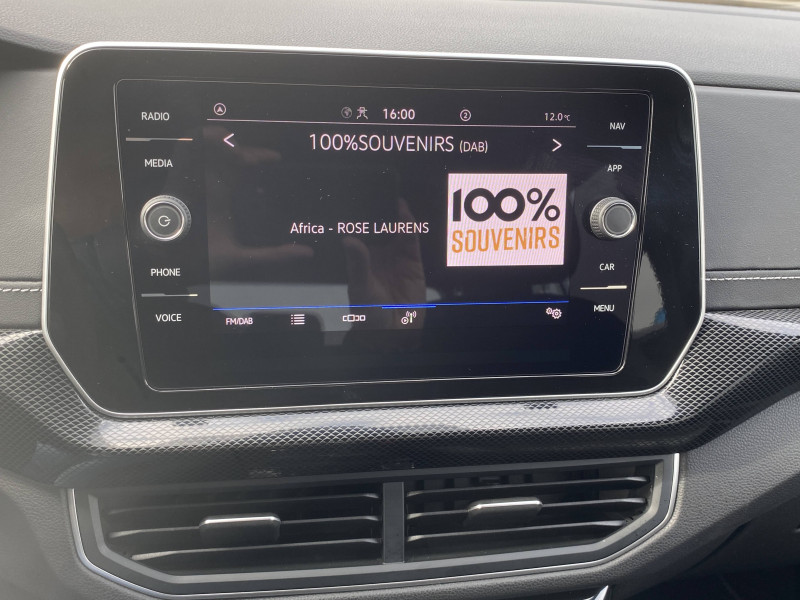 RADIO
MEDIA
PHONE
VOICE
16:00
2
12.0°C
100%SOUVENIRS (DAB)
Africa - ROSE LAURENS
100%
SOUVENIRS
FM/DAB
NAV
APP
CAR
MENU